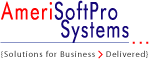 AmeriSoftPro
Systems...
{Solutions for Business > Delivered}